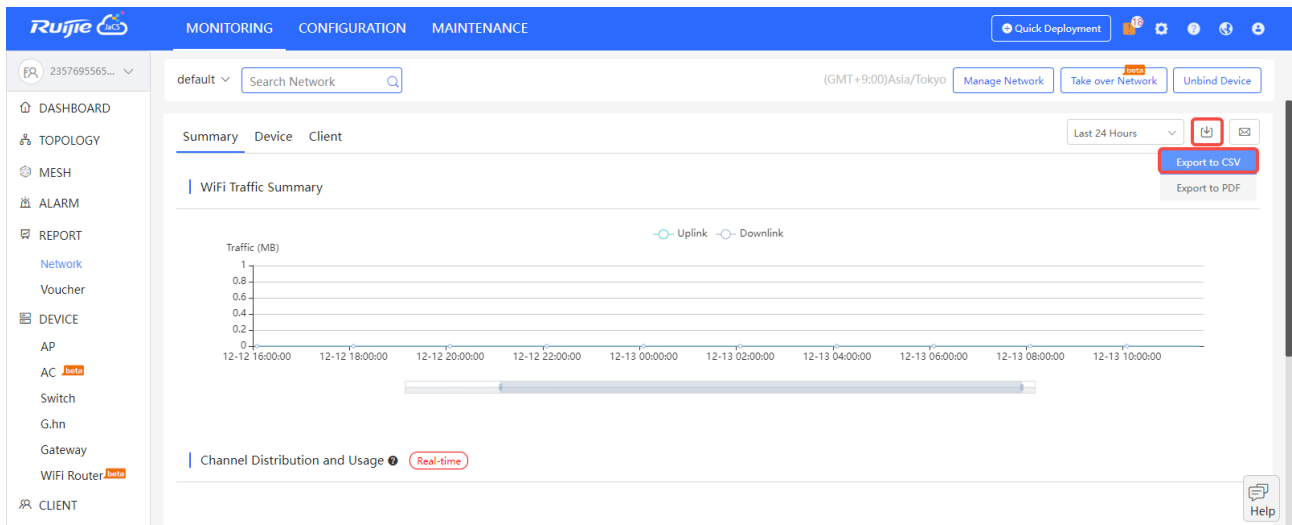 Ruijie JaCS
MONITORING CONFIGURATION MAINTENANCE
Quick Deployment
18
FR 2357695565...
default Search Network
(GMT+9:00)Asia/Tokyo Manage Network Take over Network beta Unbind Device
DASHBOARD
TOPOLOGY
MESH
ALARM
REPORT
Network
Voucher
DEVICE
AP
AC beta
Switch
G.hn
Gateway
WiFi Router beta
CLIENT
Summary Device Client
Last 24 Hours
Export to CSV
Export to PDF
WiFi Traffic Summary
Uplink Downlink
Traffic (MB)
1
0.8
0.6
0.4
0.2
0
12-12 16:00:00 12-12 18:00:00 12-12 20:00:00 12-12 22:00:00 12-13 00:00:00 12-13 02:00:00 12-13 04:00:00 12-13 06:00:00 12-13 08:00:00 12-13 10:00:00
Channel Distribution and Usage ? Real-time
Help